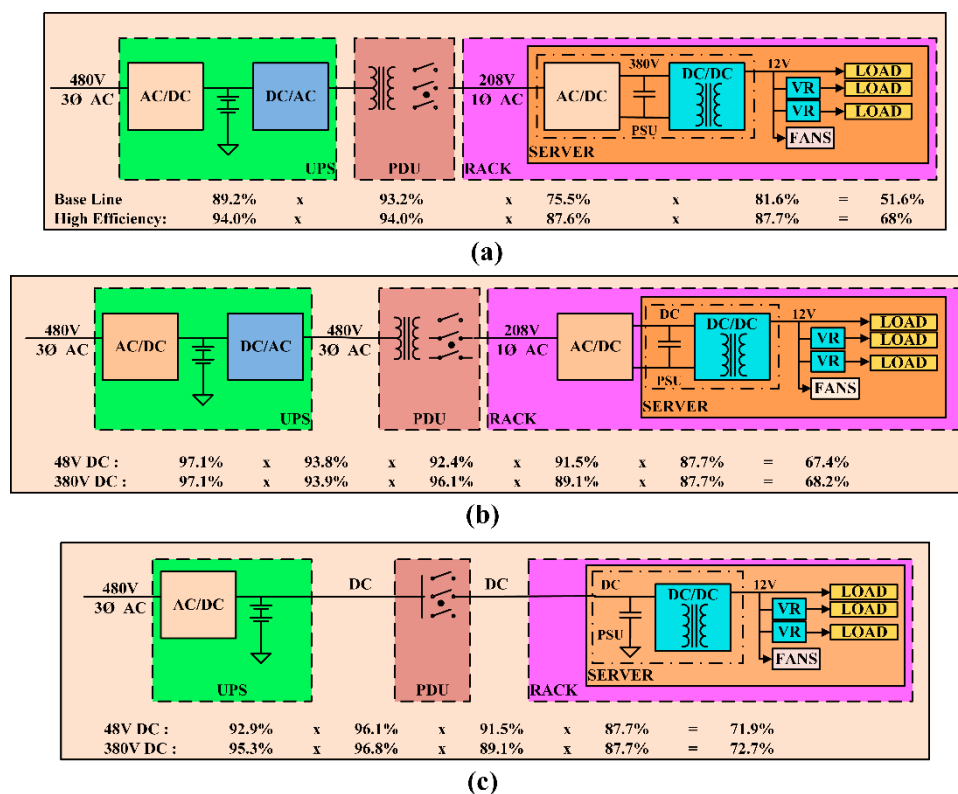 480V
3Ø AC
AC/DC
DC/AC
UPS
PDU
208V
1Ø AC
RACK
AC/DC
380V
PSU
DC/DC
SERVER
12V
VR
VR
FANS
LOAD
LOAD
LOAD
Base Line 89.2% x 93.2% x 75.5% x 81.6% = 51.6%
High Efficiency: 94.0% x 94.0% x 87.6% x 87.7% = 68%
(a)
480V
3Ø AC
AC/DC
DC/AC
UPS
480V
3Ø AC
PDU
208V
1Ø AC
RACK
AC/DC
DC
PSU
DC/DC
SERVER
12V
VR
VR
FANS
LOAD
LOAD
LOAD
48V DC : 97.1% x 93.8% x 92.4% x 91.5% x 87.7% = 67.4%
380V DC : 97.1% x 93.9% x 96.1% x 89.1% x 87.7% = 68.2%
(b)
480V
3Ø AC
AC/DC
UPS
DC
PDU
DC
RACK
DC
PSU
DC/DC
SERVER
12V
VR
VR
FANS
LOAD
LOAD
LOAD
48V DC : 92.9% x 96.1% x 91.5% x 87.7% = 71.9%
380V DC : 95.3% x 96.8% x 89.1% x 87.7% = 72.7%
(c)